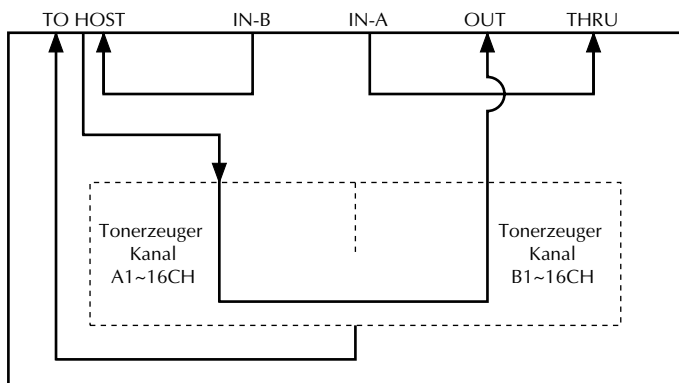 TO HOST IN-B IN-A OUT THRU
Tonerzeuger
Kanal
A1~16CH
Tonerzeuger
Kanal
B1~16CH